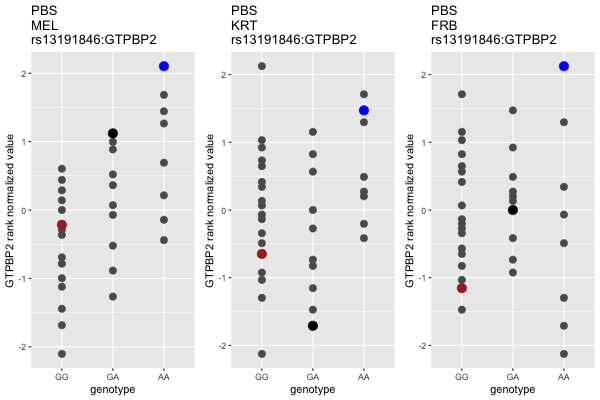 PBS
MEL
rs13191846:GTPBP2
GTPBP2 rank normalized value
2
1
0
-1
-2
GG GA AA
genotype
PBS
KRT
rs13191846:GTPBP2
GTPBP2 rank normalized value
2
1
0
-1
-2
GG GA AA
genotype
PBS
FRB
rs13191846:GTPBP2
GTPBP2 rank normalized value
2
1
0
-1
-2
GG GA AA
genotype